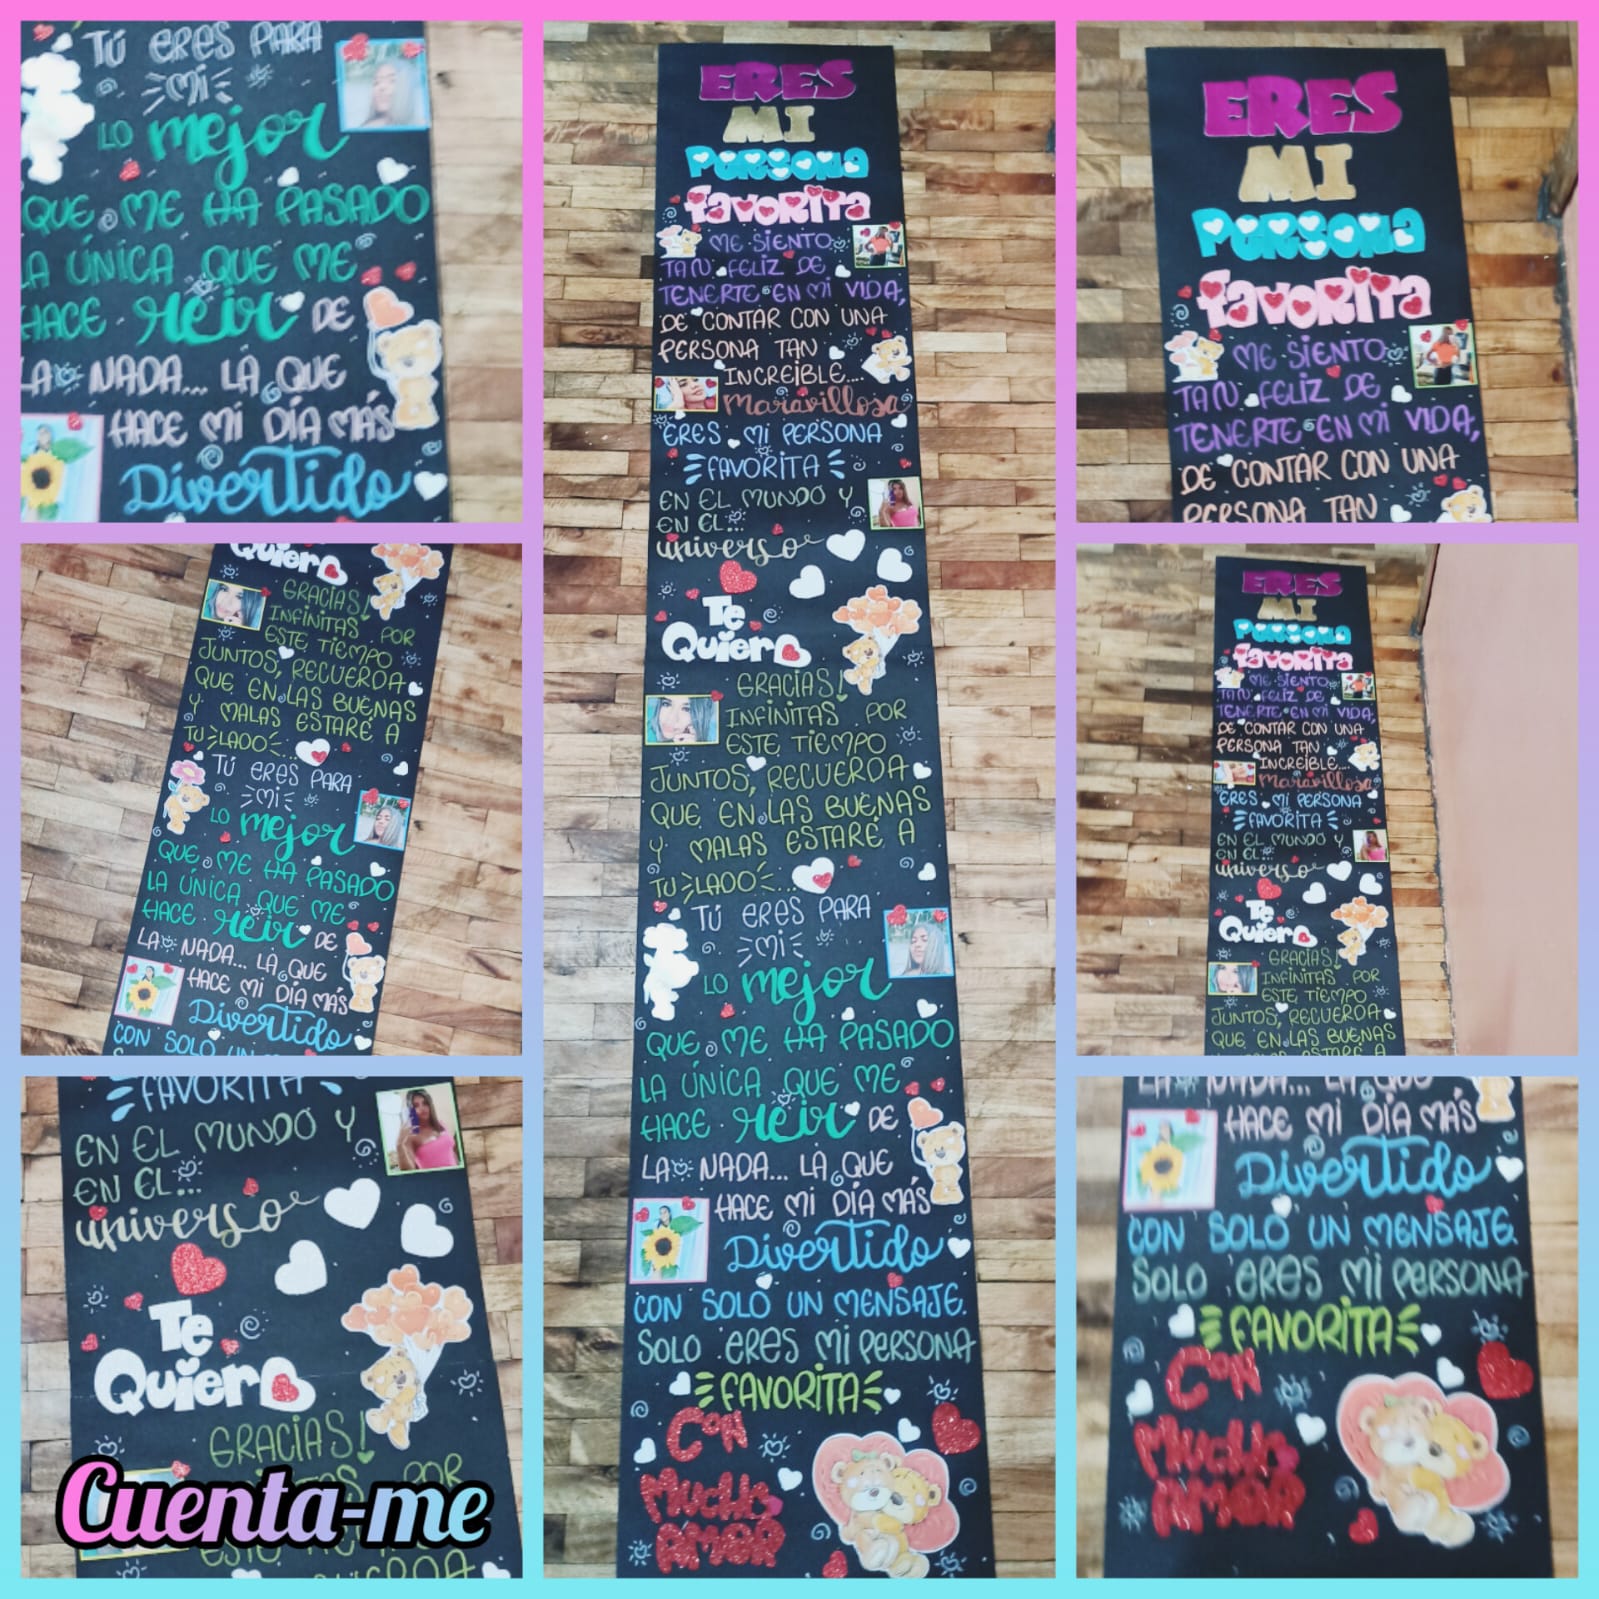 TÚ ERES PARA
MI
LO mejor
QUE ME HA PASADO
LA ÚNICA QUE ME
HACE reír DE
LA NADA... LA QUE
HACE MI DÍA MÁS
Divertido
Quiero
GRACIAS!
INFINITAS POR
ESTE TIEMPO
JUNTOS, RECUERDA
QUE EN LAS BUENAS
Y MALAS ESTARÉ A
TU LADO...
TÚ ERES PARA
MI
LO mejor
QUE ME HA PASADO
LA ÚNICA QUE ME
HACE reír DE
LA NADA... LA QUE
HACE MI DÍA MÁS
Divertido
CON SOLO UN
FAVORITA
EN EL MUNDO Y
EN EL...
universo
Te
Quiero
GRACIAS!
POR
Cuenta-me
ERES
MI
PERSONA
favorita
ME SIENTO
TAN FELIZ DE
TENERTE EN MI VIDA,
DE CONTAR CON UNA
PERSONA TAN
INCREÍBLE....
Maravillosa
ERES MI PERSONA
FAVORITA
EN EL MUNDO Y
EN EL...
universo
Te
Quiero
GRACIAS!
INFINITAS POR
ESTE TIEMPO
JUNTOS, RECUERDA
QUE EN LAS BUENAS
Y MALAS ESTARÉ A
TU LADO...
TÚ ERES PARA
MI
LO mejor
QUE ME HA PASADO
LA ÚNICA QUE ME
HACE reír DE
LA NADA... LA QUE
HACE MI DÍA MÁS
Divertido
CON SOLO UN MENSAJE.
SOLO ERES MI PERSONA
FAVORITA
Con
Mucho
AMOR
ERES
MI
PERSONA
favorita
ME SIENTO
TAN FELIZ DE
TENERTE EN MI VIDA,
DE CONTAR CON UNA
PERSONA TAN
ERES
MI
PERSONA
favorita
ME SIENTO
TAN FELIZ DE
TENERTE EN MI VIDA,
DE CONTAR CON UNA
PERSONA TAN
INCREÍBLE....
Maravillosa
ERES MI PERSONA
FAVORITA
EN EL MUNDO Y
EN EL...
universo
Te
Quiero
GRACIAS!
INFINITAS POR
ESTE TIEMPO
JUNTOS, RECUERDA
QUE EN LAS BUENAS
LA NADA... LA QUE
HACE MI DÍA MÁS
Divertido
CON SOLO UN MENSAJE.
SOLO ERES MI PERSONA
FAVORITA
Con
Mucho
AMOR